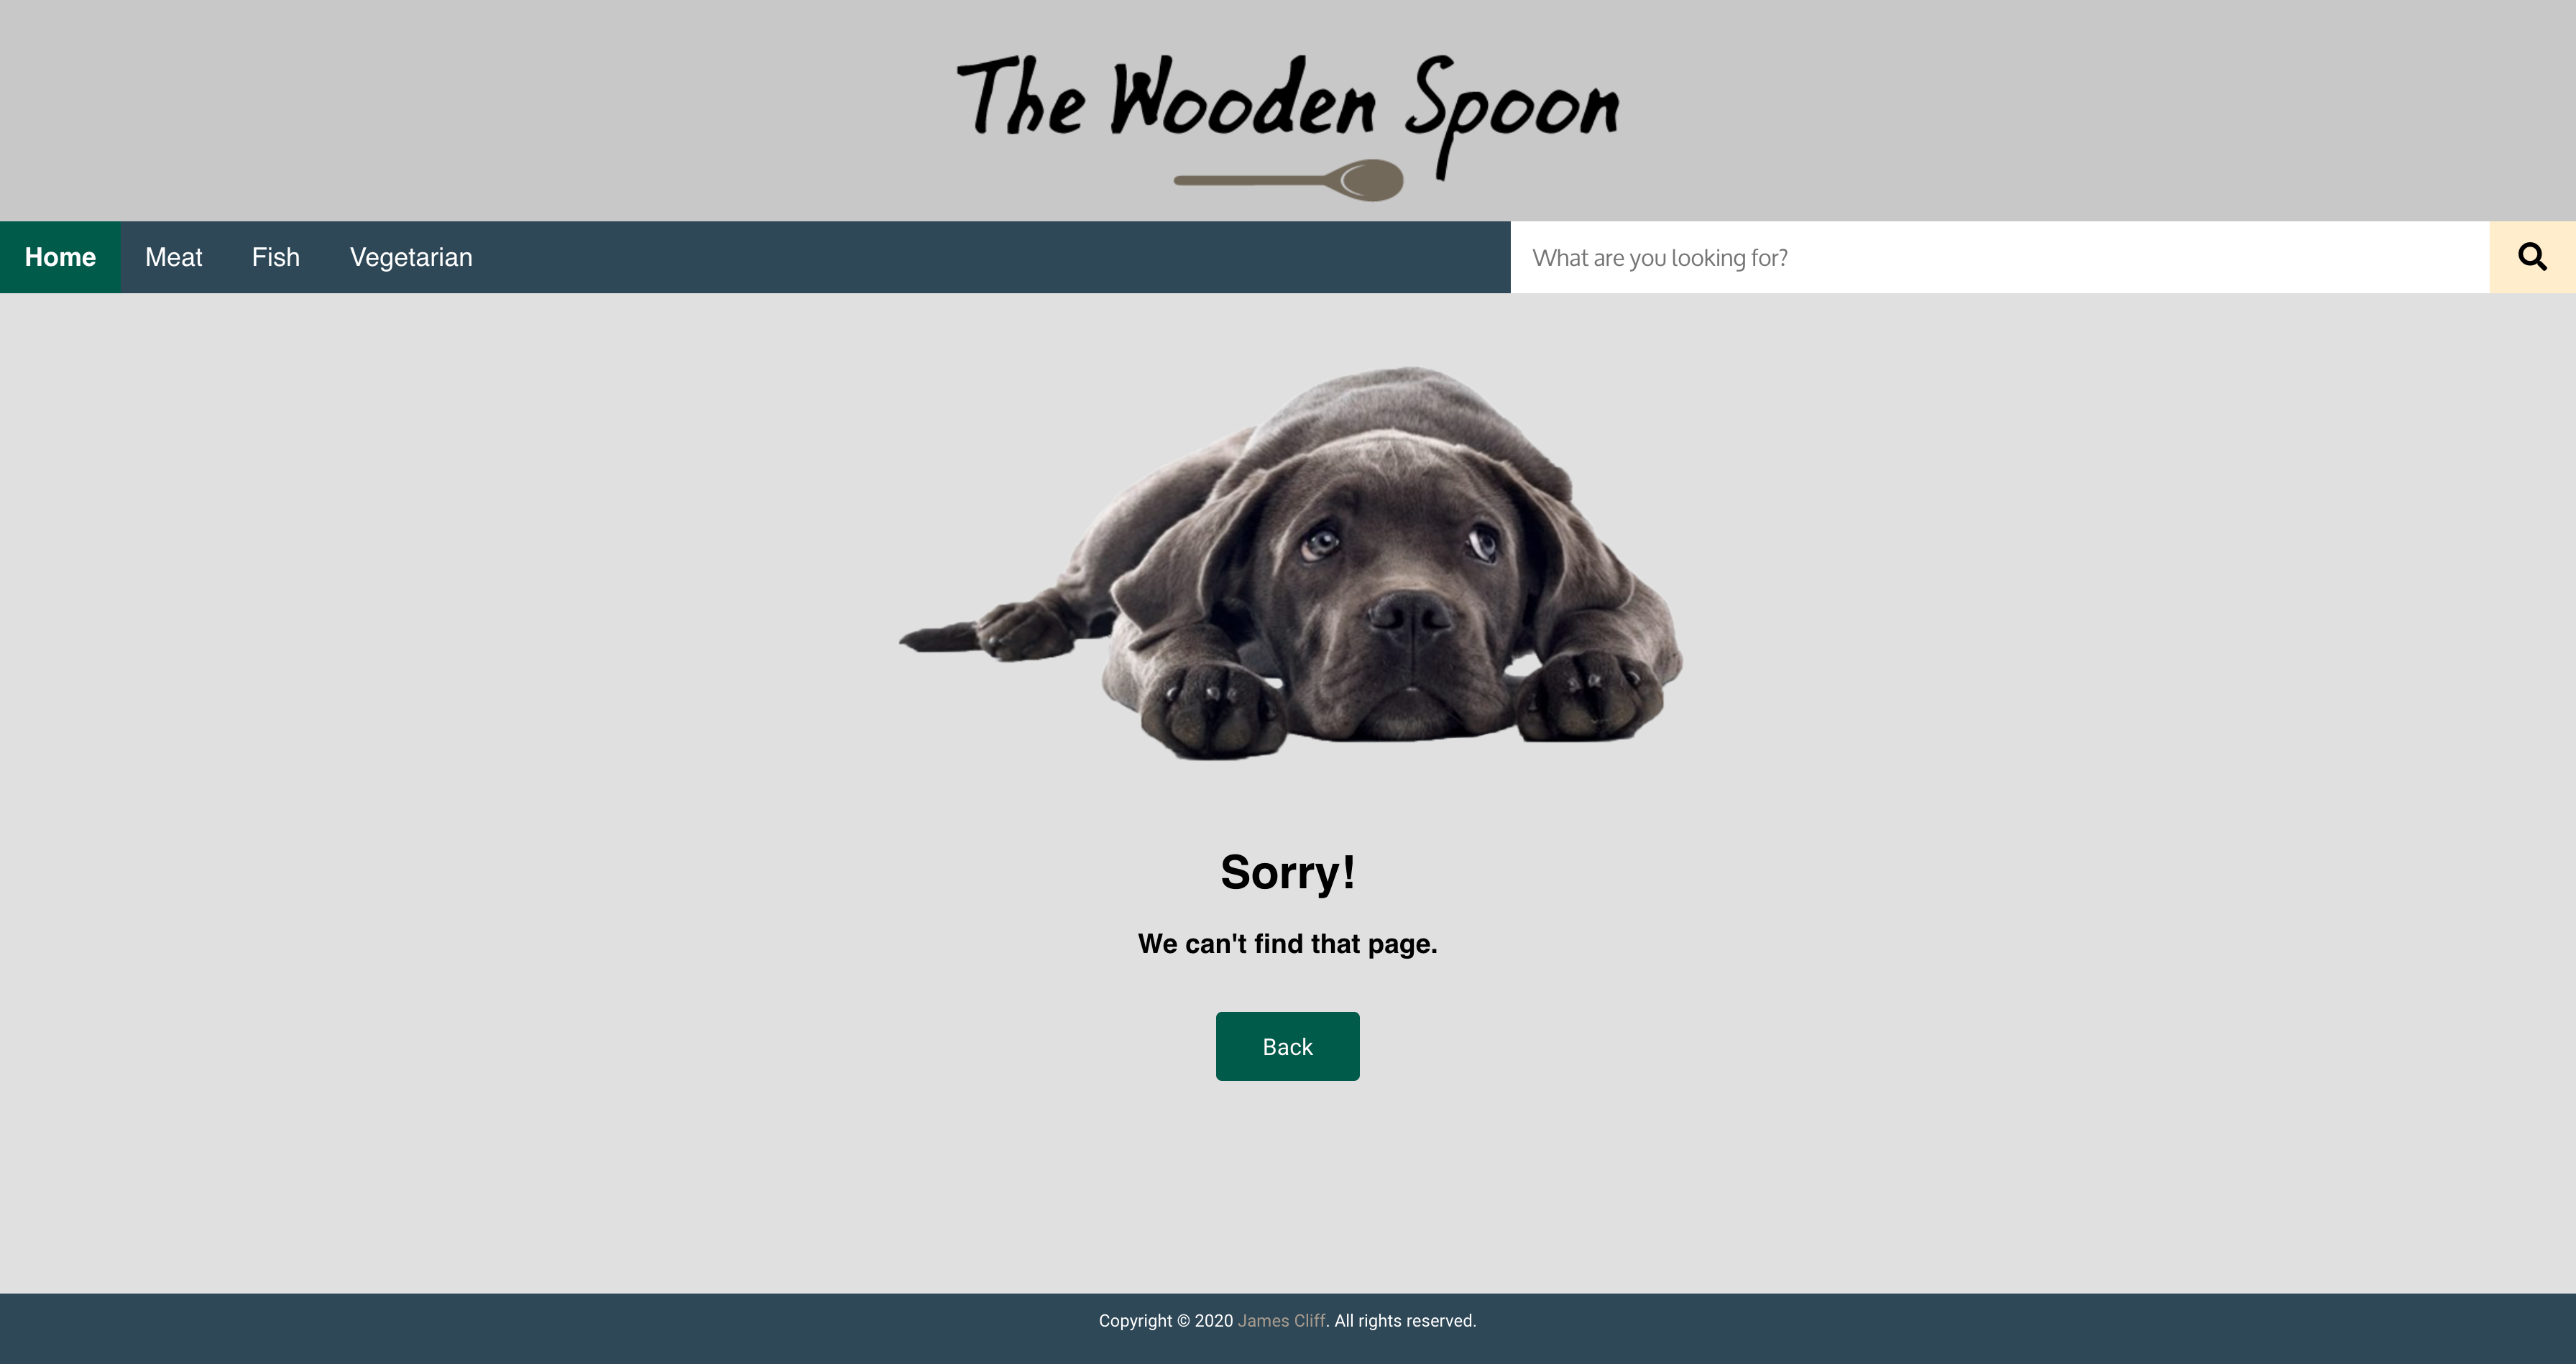 The Wooden Spoon
Home Meat Fish Vegetarian What are you looking for?
Sorry!
We can't find that page.
Back
Copyright © 2020 James Cliff. All rights reserved.